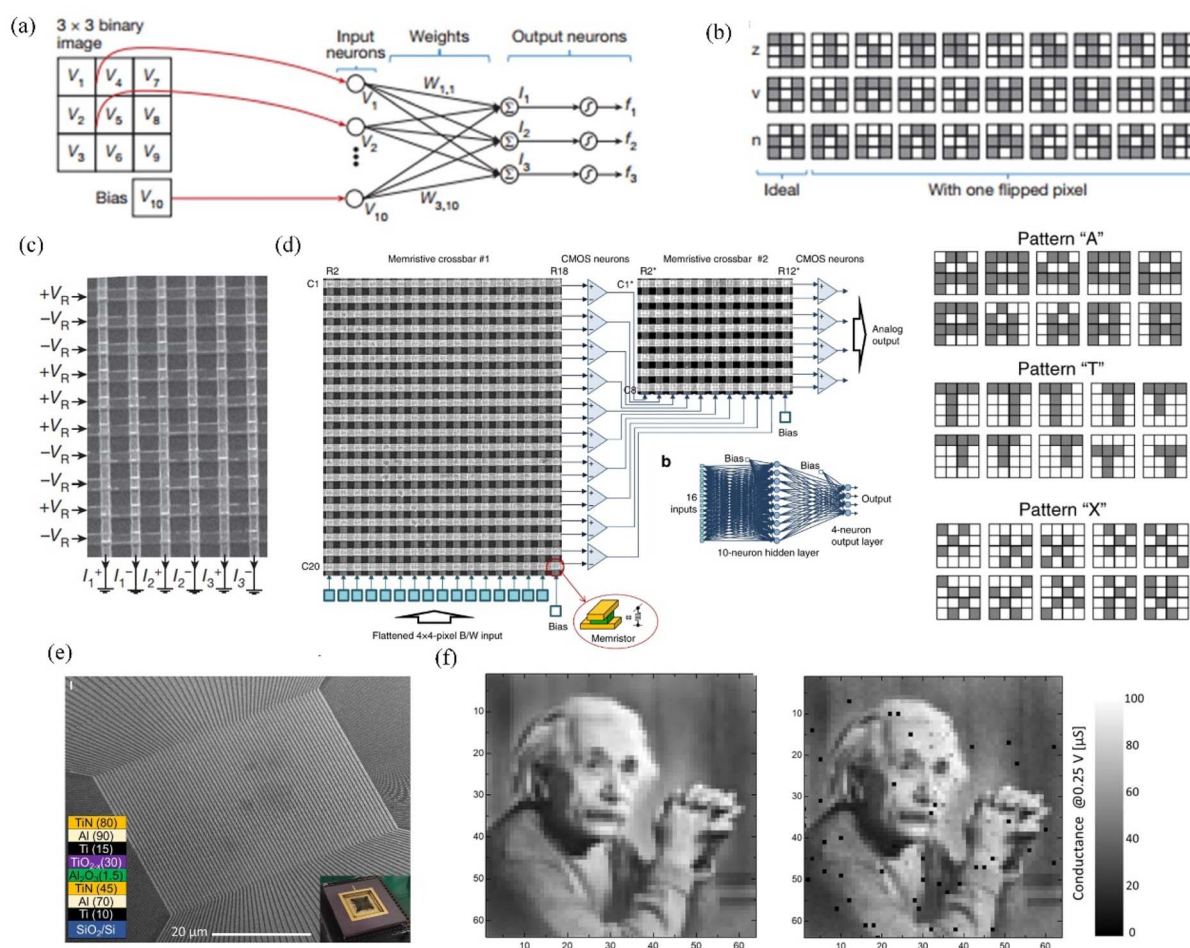 (a)
3 × 3 binary
image
V1 V4 V7
V2 V5 V8
V3 V6 V9
Bias V10
Input
neurons
Weights
Output neurons
V1
V2
V10
W1,1
W3,10
I1
I2
I3
Σ
Σ
Σ
f1
f2
f3
(b)
z
v
n
Ideal
With one flipped pixel
(c)
+VR
−VR
−VR
+VR
+VR
+VR
−VR
−VR
+VR
−VR
I1+ I1− I2+ I2− I3+ I3−
(d)
Memristive crossbar #1
CMOS neurons
Memristive crossbar #2
CMOS neurons
R2
R18
R2*
R12*
C1
C1*
C8
C20
Analog
output
Bias
Bias
Flattened 4×4-pixel B/W input
Memristor
b
Bias
Bias
16
inputs
Output
4-neuron
output layer
10-neuron hidden layer
Pattern “A”
Pattern “T”
Pattern “X”
(e)
TiN (80)
Al (90)
Ti (15)
TiO2-x(30)
Al2O3(1.5)
TiN (45)
Al (70)
Ti (10)
SiO2/Si
20 µm
(f)
10
20
30
40
50
60
10 20 30 40 50 60
10
20
30
40
50
60
10 20 30 40 50 60
100
80
60
40
20
0
Conductance @0.25 V [µS]